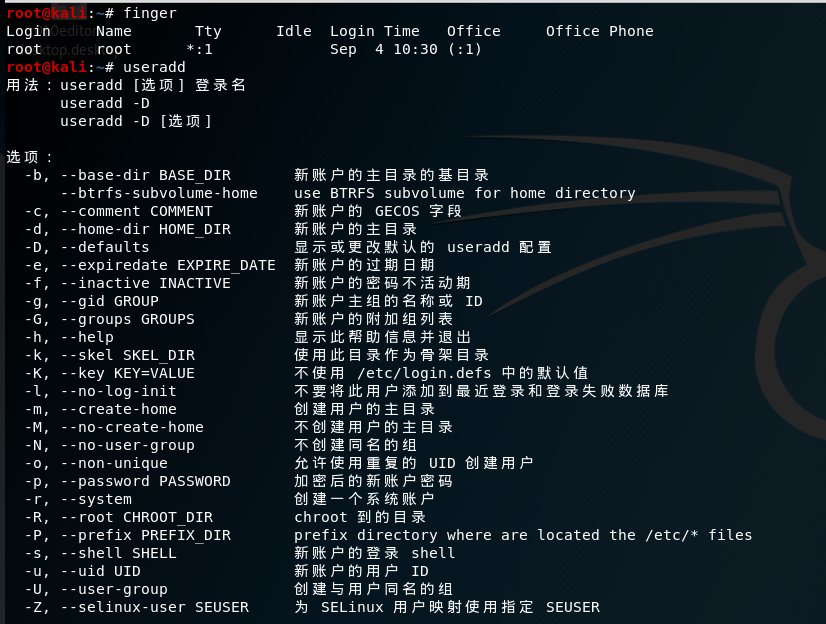 root@kali:~# finger
Login     Name       Tty      Idle  Login Time   Office     Office Phone
root      root      *:1             Sep  4 10:30 (:1)
root@kali:~# useradd
用法：useradd [选项] 登录名
      useradd -D
      useradd -D [选项]
选项：
  -b, --base-dir BASE_DIR       新账户的主目录的基目录
      --btrfs-subvolume-home    use BTRFS subvolume for home directory
  -c, --comment COMMENT         新账户的 GECOS 字段
  -d, --home-dir HOME_DIR       新账户的主目录
  -D, --defaults                显示或更改默认的 useradd 配置
  -e, --expiredate EXPIRE_DATE  新账户的过期日期
  -f, --inactive INACTIVE       新账户的密码不活动期
  -g, --gid GROUP               新账户主组的名称或 ID
  -G, --groups GROUPS           新账户的附加组列表
  -h, --help                    显示此帮助信息并退出
  -k, --skel SKEL_DIR           使用此目录作为骨架目录
  -K, --key KEY=VALUE           不使用 /etc/login.defs 中的默认值
  -l, --no-log-init             不要将此用户添加到最近登录和登录失败数据库
  -m, --create-home             创建用户的主目录
  -M, --no-create-home          不创建用户的主目录
  -N, --no-user-group           不创建同名的组
  -o, --non-unique              允许使用重复的 UID 创建用户
  -p, --password PASSWORD       加密后的新账户密码
  -r, --system                  创建一个系统账户
  -R, --root CHROOT_DIR         chroot 到的目录
  -P, --prefix PREFIX_DIR       prefix directory where are located the /etc/* files
  -s, --shell SHELL             新账户的登录 shell
  -u, --uid UID                 新账户的用户 ID
  -U, --user-group              创建与用户同名的组
  -Z, --selinux-user SEUSER     为 SELinux 用户映射使用指定 SEUSER